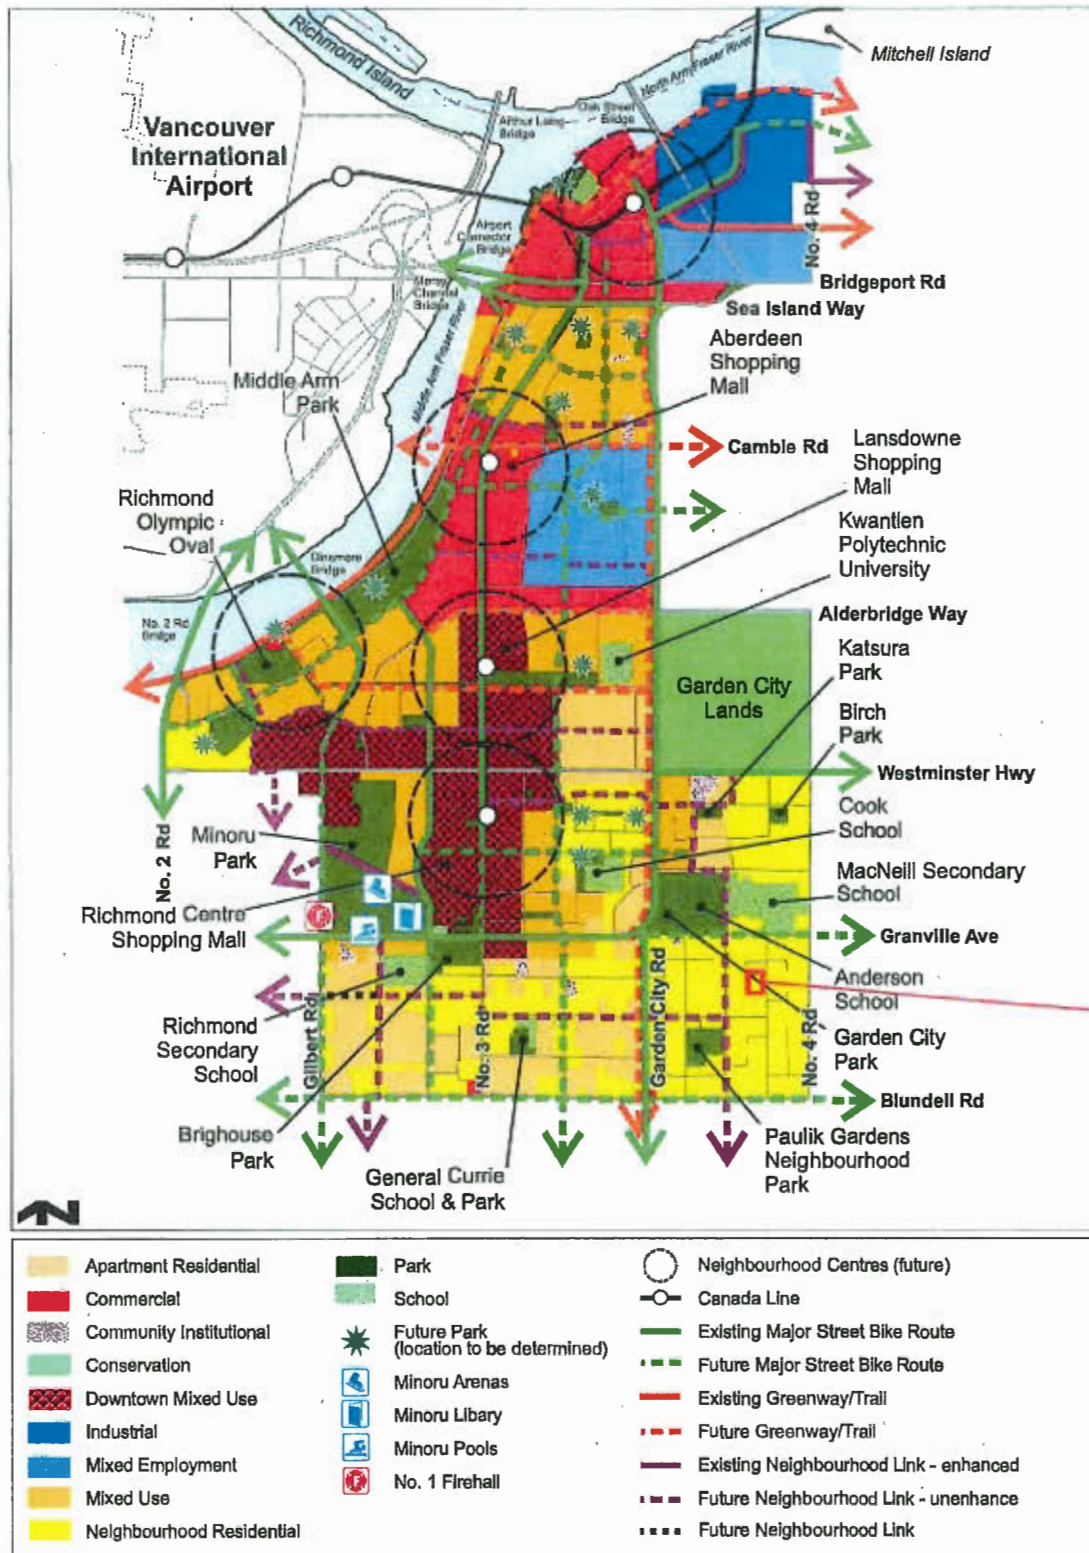 Richmond Island
Mitchell Island
North Arm Fraser River
Oak Street
Bridge
Arthur Laing
Bridge
Vancouver
International
Airport
Airport
Connector
Bridge
No. 4 Rd
Bridgeport Rd
Channel
Bridge
Sea Island Way
Middle Arm Fraser River
Aberdeen
Shopping
Mall
Middle Arm
Park
Cambie Rd
Lansdowne
Shopping
Mall
Richmond
Olympic
Oval
Kwantlen
Polytechnic
University
Dinsmore
Bridge
No. 2 Rd
Bridge
Alderbridge Way
Katsura
Park
Garden City
Lands
Birch
Park
Westminster Hwy
No. 2 Rd
Minoru
Park
Cook
School
MacNeill Secondary
School
Richmond Centre
Shopping Mall
Granville Ave
Anderson
School
Richmond
Secondary
School
Gilbert Rd
No. 3 Rd
Garden City Rd
No. 4 Rd
Garden City
Park
Blundell Rd
Brighouse
Park
General Currie
School & Park
Paulik Gardens
Neighbourhood
Park
N
Apartment Residential
Commercial
Community Institutional
Conservation
Downtown Mixed Use
Industrial
Mixed Employment
Mixed Use
Neighbourhood Residential
Park
School
Future Park
(location to be determined)
Minoru Arenas
Minoru Libary
Minoru Pools
F No. 1 Firehall
Neighbourhood Centres (future)
Canada Line
Existing Major Street Bike Route
Future Major Street Bike Route
Existing Greenway/Trail
Future Greenway/Trail
Existing Neighbourhood Link - enhanced
Future Neighbourhood Link - unenhance
Future Neighbourhood Link